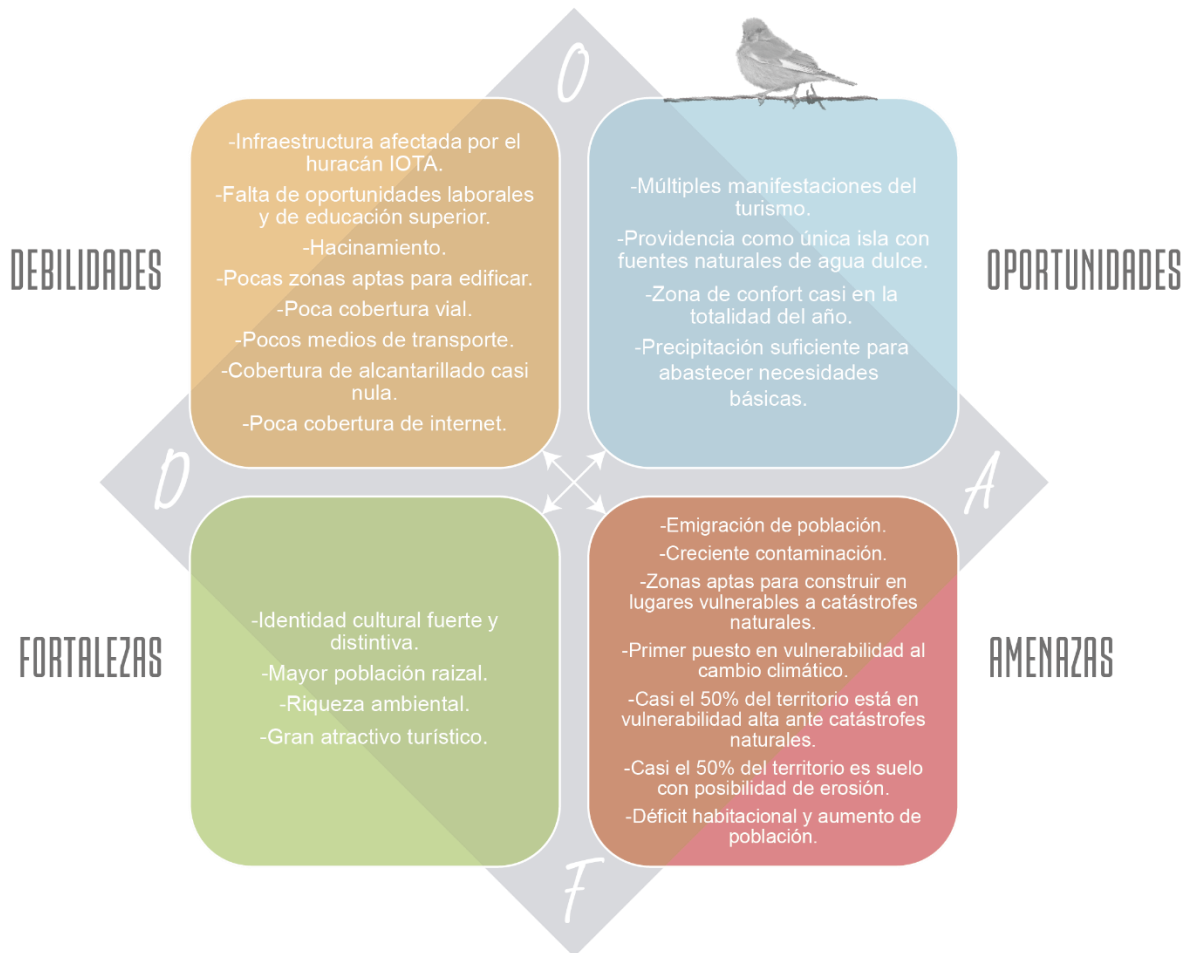 O
DEBILIDADES
-Infraestructura afectada por el
huracán IOTA.
-Falta de oportunidades laborales
y de educación superior.
-Hacinamiento.
-Pocas zonas aptas para edificar.
-Poca cobertura vial.
-Pocos medios de transporte.
-Cobertura de alcantarillado casi
nula.
-Poca cobertura de internet.
OPORTUNIDADES
-Múltiples manifestaciones del
turismo.
-Providencia como única isla con
fuentes naturales de agua dulce.
-Zona de confort casi en la
totalidad del año.
-Precipitación suficiente para
abastecer necesidades
básicas.
D
A
FORTALEZAS
-Identidad cultural fuerte y
distintiva.
-Mayor población raizal.
-Riqueza ambiental.
-Gran atractivo turístico.
AMENAZAS
-Emigración de población.
-Creciente contaminación.
-Zonas aptas para construir en
lugares vulnerables a catástrofes
naturales.
-Primer puesto en vulnerabilidad al
cambio climático.
-Casi el 50% del territorio está en
vulnerabilidad alta ante catástrofes
naturales.
-Casi el 50% del territorio es suelo
con posibilidad de erosión.
-Déficit habitacional y aumento de
población.
F